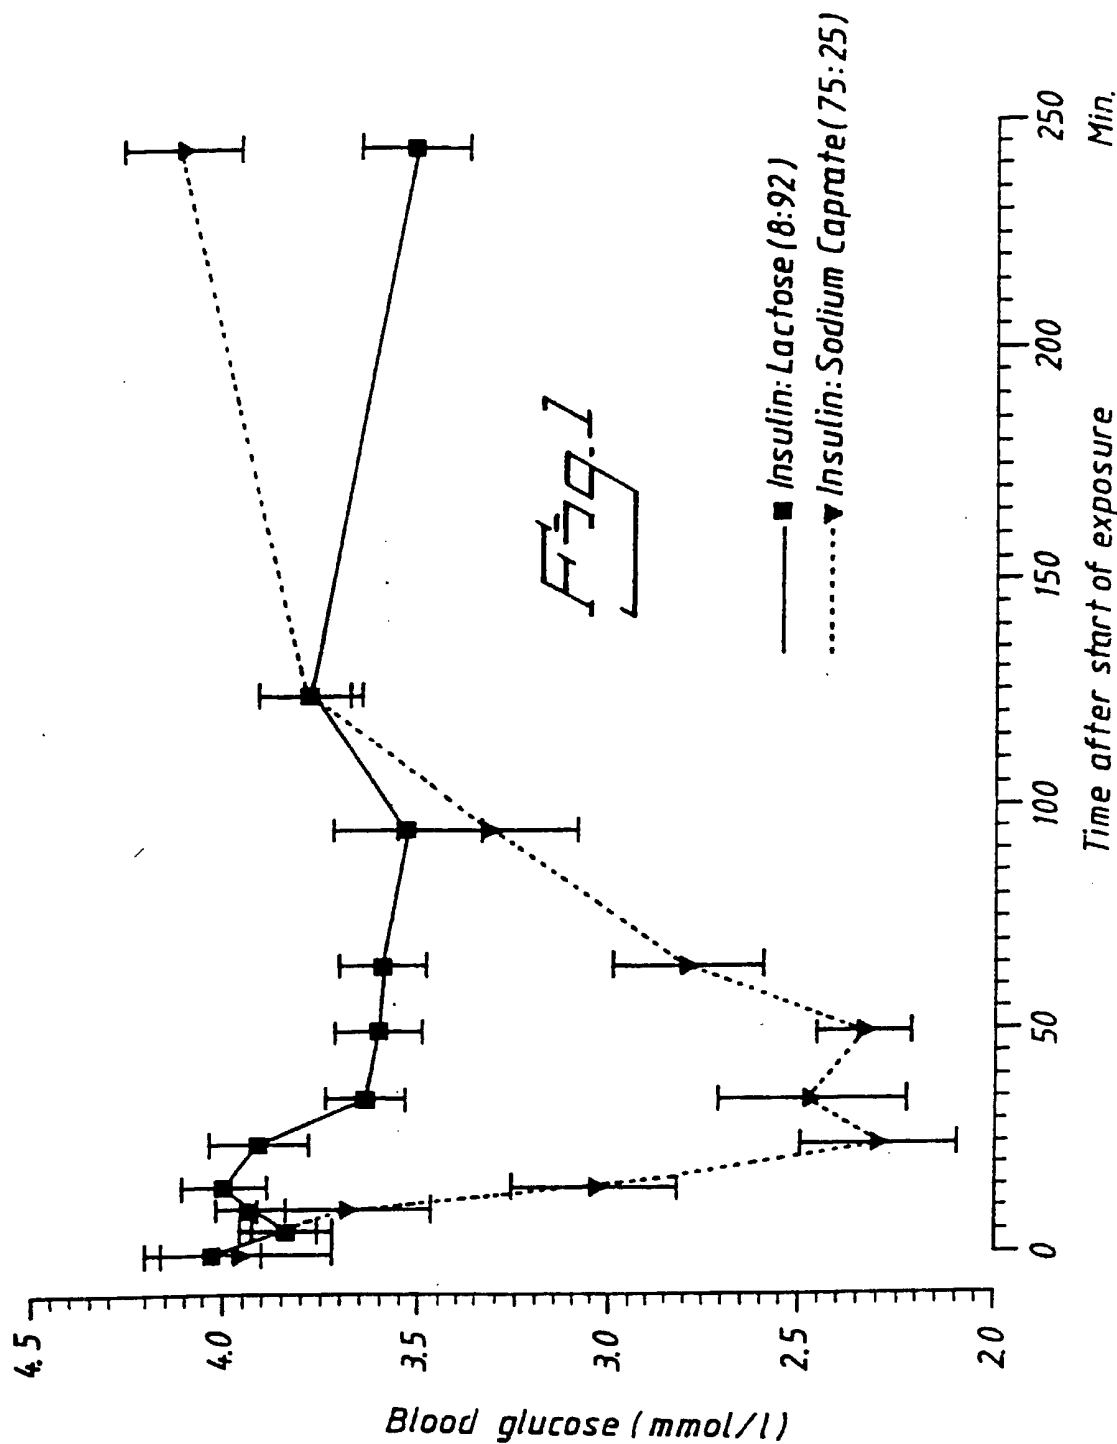 4.5
4.0
3.5
3.0
2.5
2.0
Blood glucose (mmol/l)
0
50
100
150
200
250
Time after start of exposure
Min.
Fig. 1
Insulin: Lactose (8:92)
Insulin: Sodium Caprate (75:25)